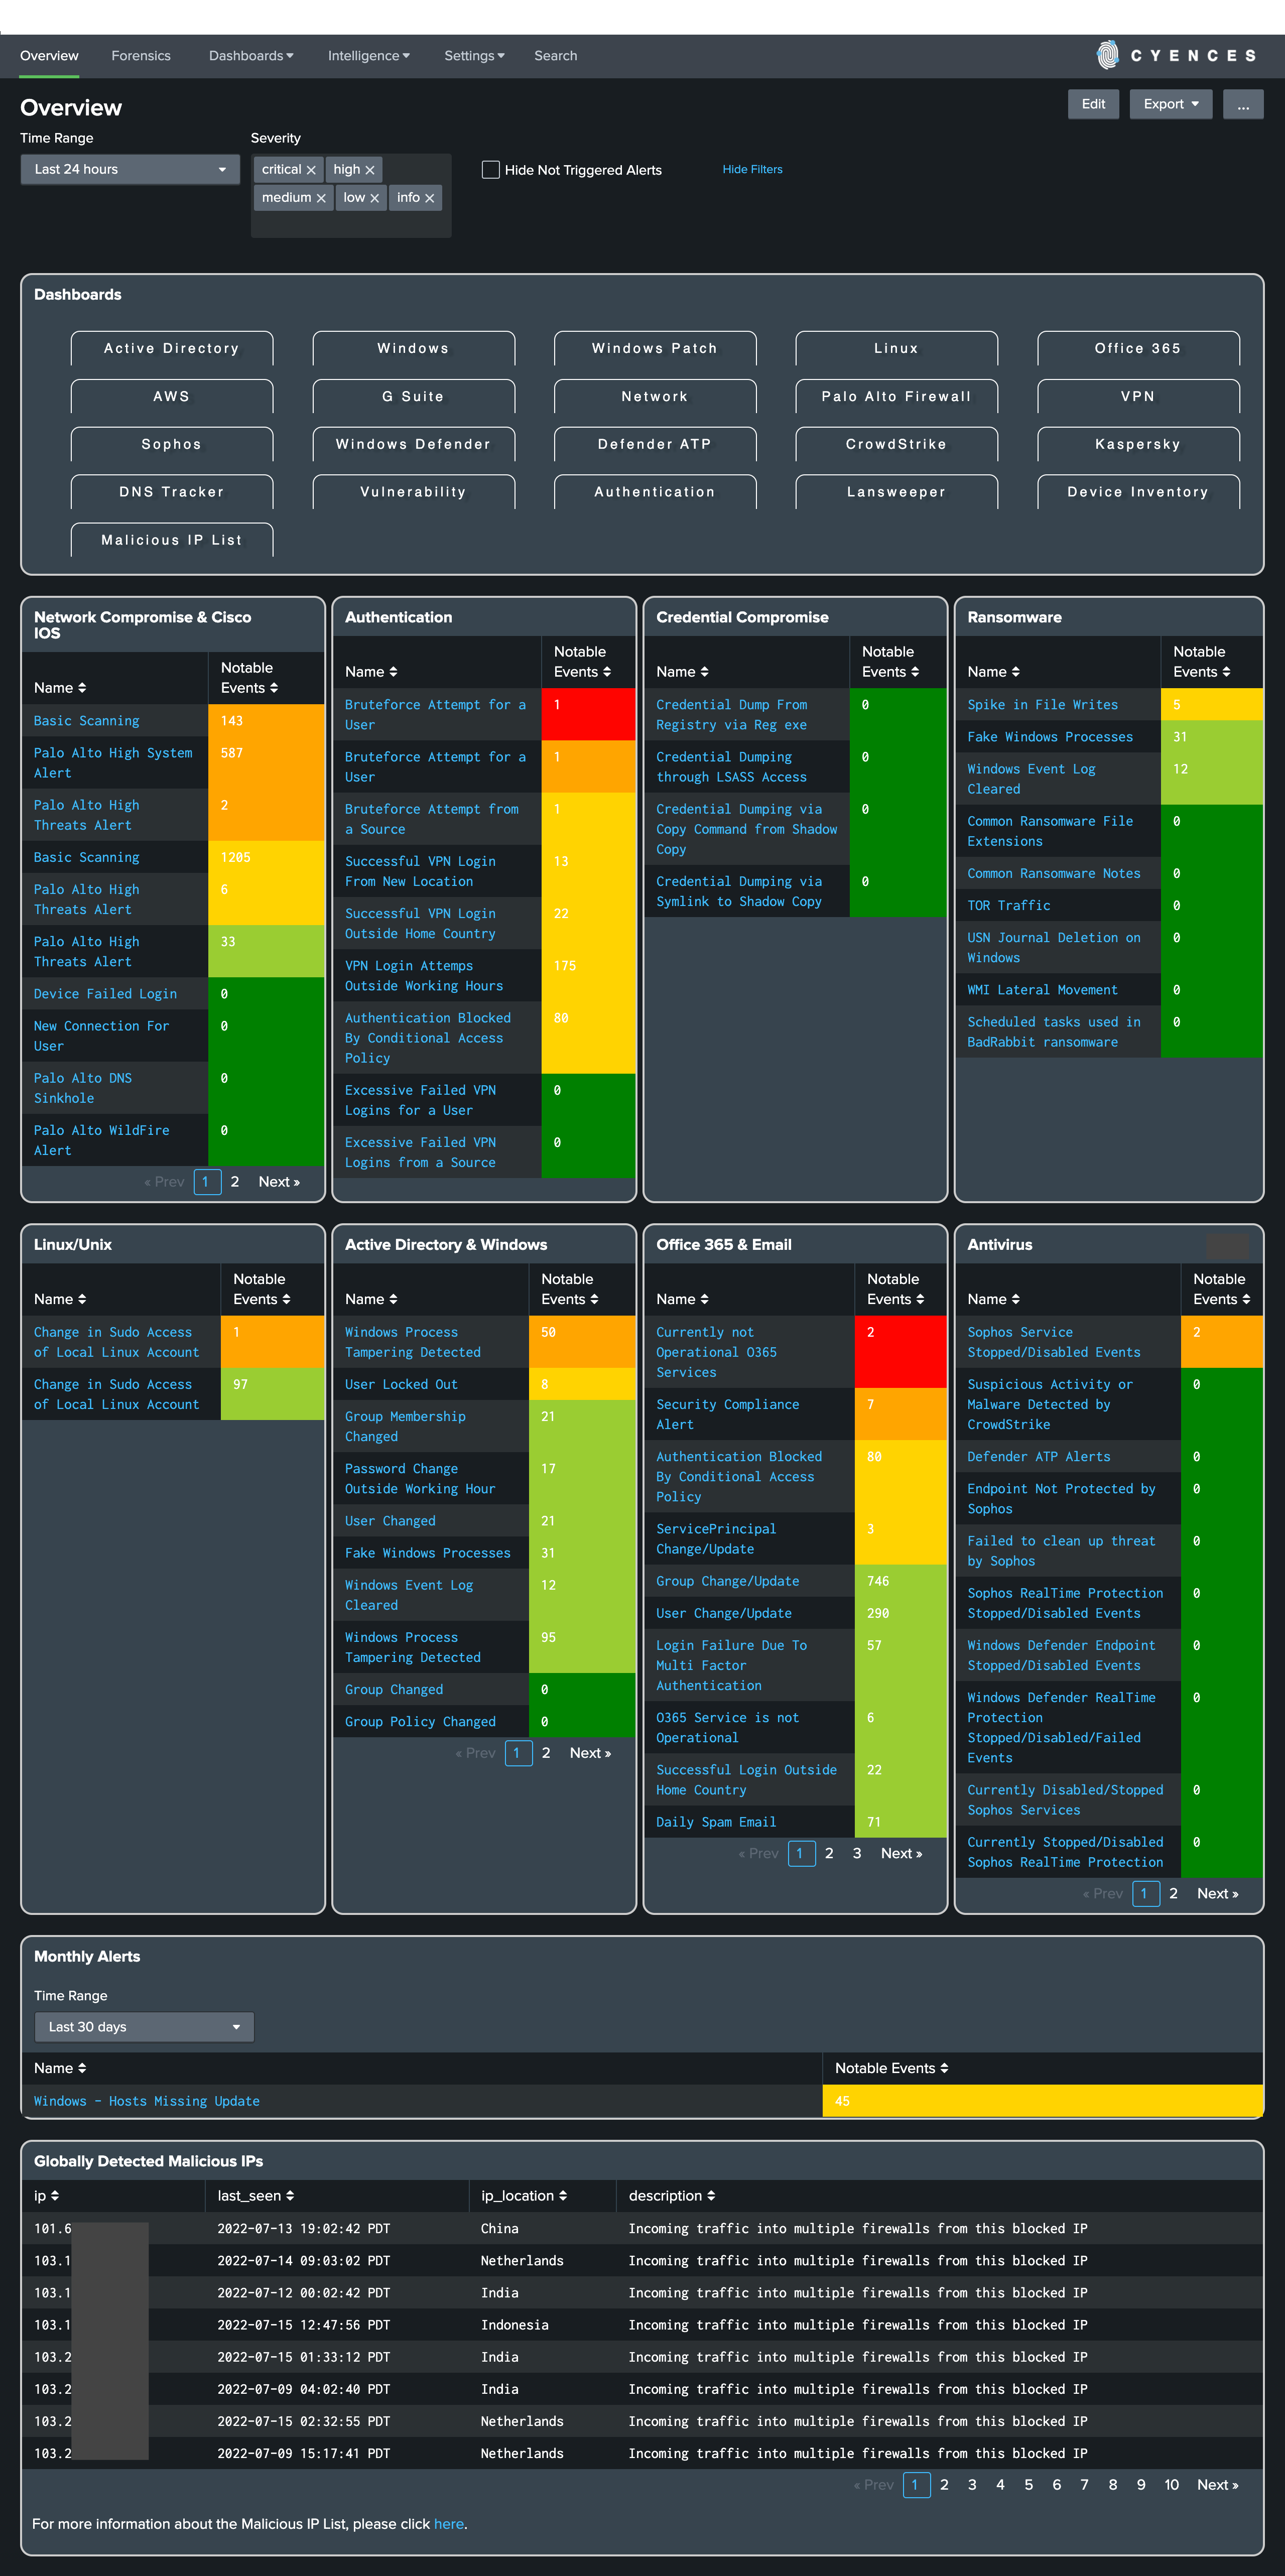 Overview Forensics Dashboards Intelligence Settings Search CYENCES
Overview
Edit Export ...
Time Range
Last 24 hours
Severity
critical high
medium low info
Hide Not Triggered Alerts
Hide Filters
Dashboards
Active Directory Windows Windows Patch Linux Office 365
AWS G Suite Network Palo Alto Firewall VPN
Sophos Windows Defender Defender ATP CrowdStrike Kaspersky
DNS Tracker Vulnerability Authentication Lansweeper Device Inventory
Malicious IP List
Network Compromise & Cisco
IOS
Name
Notable
Events
Basic Scanning 143
Palo Alto High System 587
Alert
Palo Alto High 2
Threats Alert
Basic Scanning 1205
Palo Alto High 6
Threats Alert
Palo Alto High 33
Threats Alert
Device Failed Login 0
New Connection For 0
User
Palo Alto DNS 0
Sinkhole
Palo Alto WildFire 0
Alert
« Prev 1 2 Next »
Authentication
Name
Notable
Events
Bruteforce Attempt for a 1
User
Bruteforce Attempt for a 1
User
Bruteforce Attempt from 1
a Source
Successful VPN Login 13
From New Location
Successful VPN Login 22
Outside Home Country
VPN Login Attemps 175
Outside Working Hours
Authentication Blocked 80
By Conditional Access
Policy
Excessive Failed VPN 0
Logins for a User
Excessive Failed VPN 0
Logins from a Source
Credential Compromise
Name
Notable
Events
Credential Dump From 0
Registry via Reg exe
Credential Dumping 0
through LSASS Access
Credential Dumping via 0
Copy Command from Shadow
Copy
Credential Dumping via 0
Symlink to Shadow Copy
Ransomware
Name
Notable
Events
Spike in File Writes 5
Fake Windows Processes 31
Windows Event Log 12
Cleared
Common Ransomware File 0
Extensions
Common Ransomware Notes 0
TOR Traffic 0
USN Journal Deletion on 0
Windows
WMI Lateral Movement 0
Scheduled tasks used in 0
BadRabbit ransomware
Linux/Unix
Name
Notable
Events
Change in Sudo Access 1
of Local Linux Account
Change in Sudo Access 97
of Local Linux Account
Active Directory & Windows
Name
Notable
Events
Windows Process 50
Tampering Detected
User Locked Out 8
Group Membership 21
Changed
Password Change 17
Outside Working Hour
User Changed 21
Fake Windows Processes 31
Windows Event Log 12
Cleared
Windows Process 95
Tampering Detected
Group Changed 0
Group Policy Changed 0
« Prev 1 2 Next »
Office 365 & Email
Name
Notable
Events
Currently not 2
Operational O365
Services
Security Compliance 7
Alert
Authentication Blocked 80
By Conditional Access
Policy
ServicePrincipal 3
Change/Update
Group Change/Update 746
User Change/Update 290
Login Failure Due To 57
Multi Factor
Authentication
O365 Service is not 6
Operational
Successful Login Outside 22
Home Country
Daily Spam Email 71
« Prev 1 2 3 Next »
Antivirus
Name
Notable
Events
Sophos Service 2
Stopped/Disabled Events
Suspicious Activity or 0
Malware Detected by
CrowdStrike
Defender ATP Alerts 0
Endpoint Not Protected by 0
Sophos
Failed to clean up threat 0
by Sophos
Sophos RealTime Protection 0
Stopped/Disabled Events
Windows Defender Endpoint 0
Stopped/Disabled Events
Windows Defender RealTime 0
Protection
Stopped/Disabled/Failed
Events
Currently Disabled/Stopped 0
Sophos Services
Currently Stopped/Disabled 0
Sophos RealTime Protection
« Prev 1 2 Next »
Monthly Alerts
Time Range
Last 30 days
Name Notable Events
Windows - Hosts Missing Update 45
Globally Detected Malicious IPs
ip last_seen ip_location description
101.6 2022-07-13 19:02:42 PDT China Incoming traffic into multiple firewalls from this blocked IP
103.1 2022-07-14 09:03:02 PDT Netherlands Incoming traffic into multiple firewalls from this blocked IP
103.1 2022-07-12 00:02:42 PDT India Incoming traffic into multiple firewalls from this blocked IP
103.1 2022-07-15 12:47:56 PDT Indonesia Incoming traffic into multiple firewalls from this blocked IP
103.2 2022-07-15 01:33:12 PDT India Incoming traffic into multiple firewalls from this blocked IP
103.2 2022-07-09 04:02:40 PDT India Incoming traffic into multiple firewalls from this blocked IP
103.2 2022-07-15 02:32:55 PDT Netherlands Incoming traffic into multiple firewalls from this blocked IP
103.2 2022-07-09 15:17:41 PDT Netherlands Incoming traffic into multiple firewalls from this blocked IP
« Prev 1 2 3 4 5 6 7 8 9 10 Next »
For more information about the Malicious IP List, please click here.